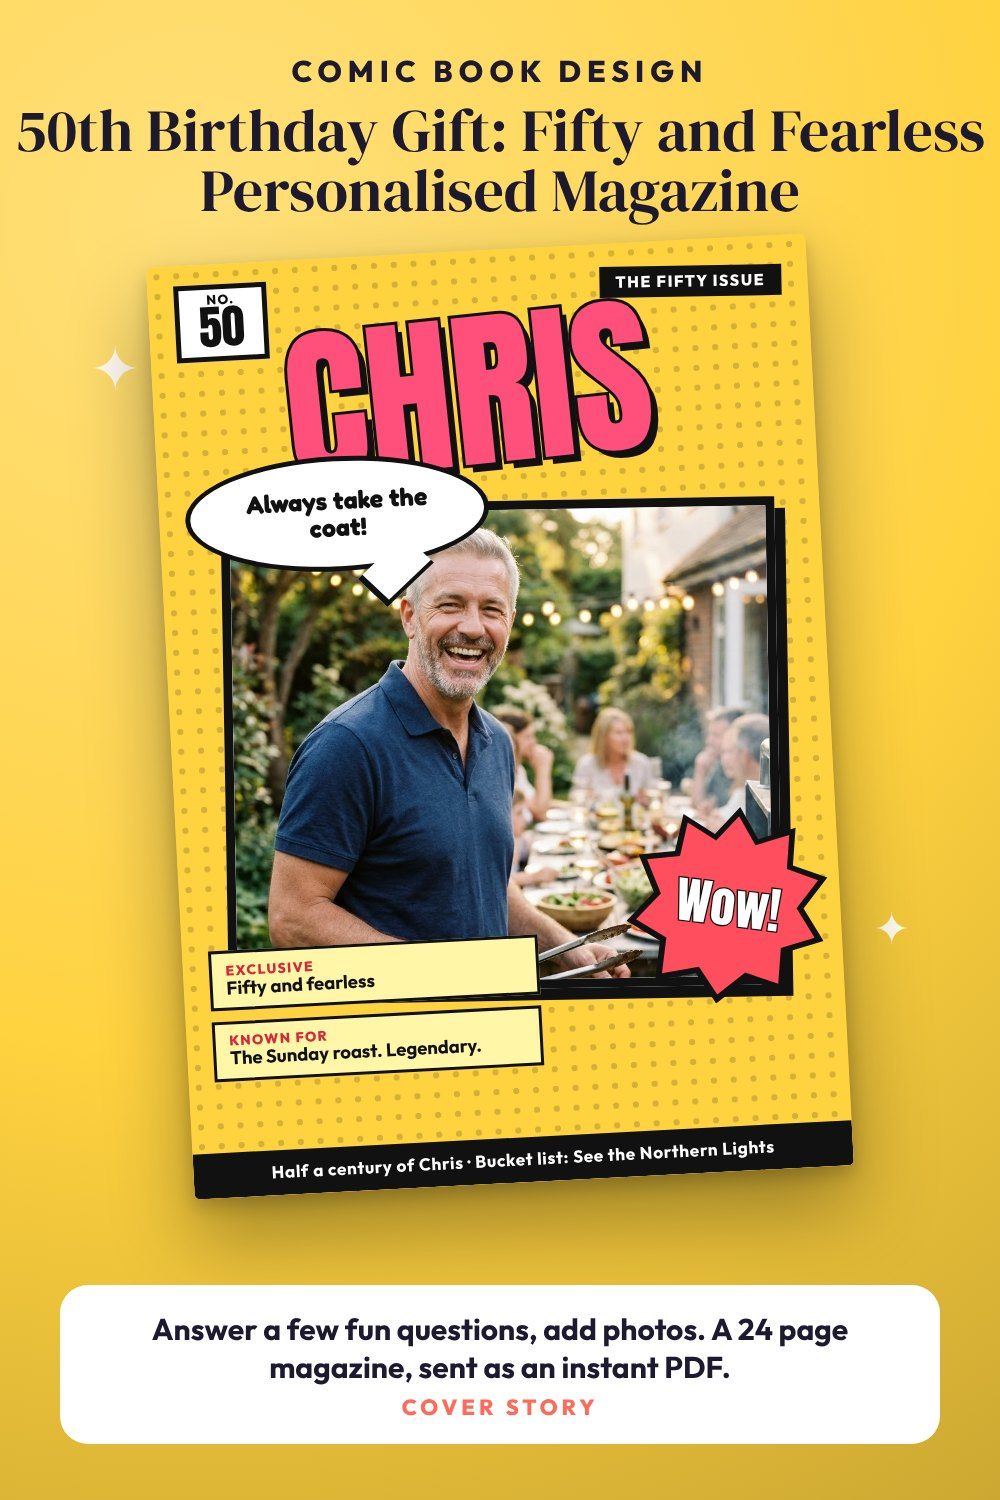 COMIC BOOK DESIGN
50th Birthday Gift: Fifty and Fearless
Personalised Magazine
NO.
50
THE FIFTY ISSUE
CHRIS
Always take the
coat!
Wow!
EXCLUSIVE
Fifty and fearless
KNOWN FOR
The Sunday roast. Legendary.
Half a century of Chris · Bucket list: See the Northern Lights
Answer a few fun questions, add photos. A 24 page
magazine, sent as an instant PDF.
COVER STORY